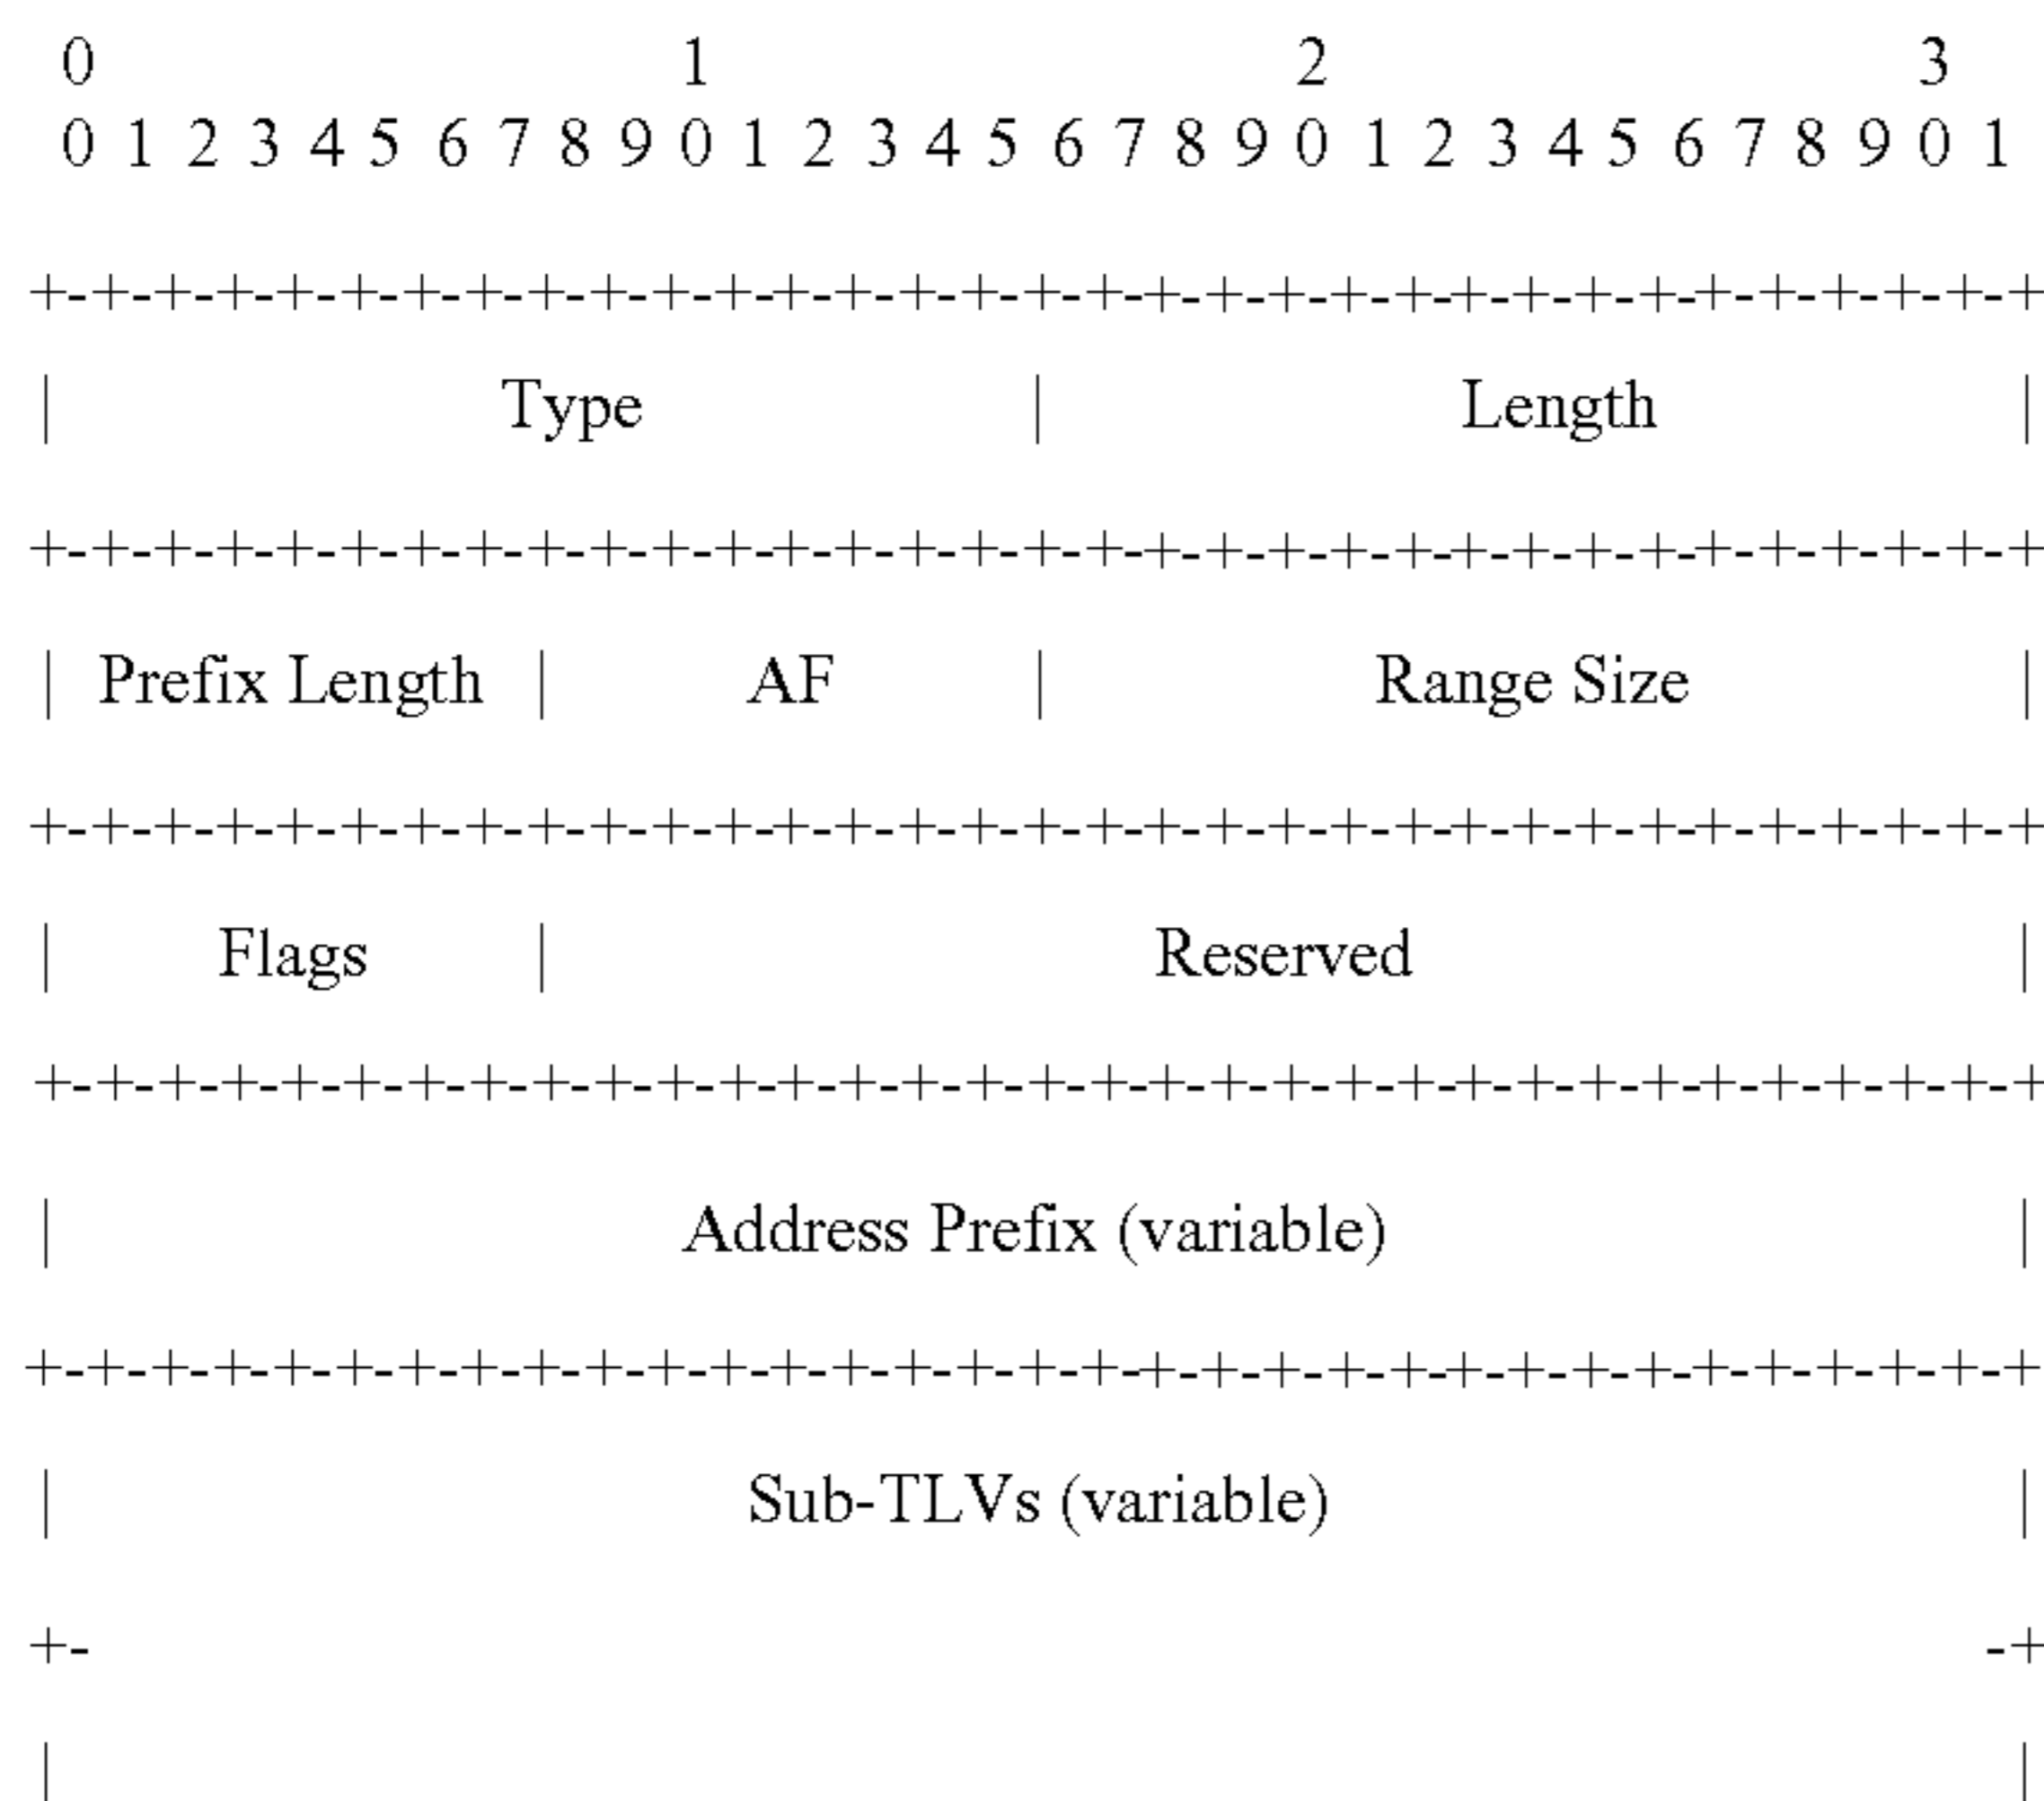 0 1 2 3
0 1 2 3 4 5 6 7 8 9 0 1 2 3 4 5 6 7 8 9 0 1 2 3 4 5 6 7 8 9 0 1
+-+-+-+-+-+-+-+-+-+-+-+-+-+-+-+-+-+-+-+-+-+-+-+-+-+-+-+-+-+-+-+-+
| Type | Length |
+-+-+-+-+-+-+-+-+-+-+-+-+-+-+-+-+-+-+-+-+-+-+-+-+-+-+-+-+-+-+-+-+
| Prefix Length | AF | Range Size |
+-+-+-+-+-+-+-+-+-+-+-+-+-+-+-+-+-+-+-+-+-+-+-+-+-+-+-+-+-+-+-+-+
| Flags | Reserved |
+-+-+-+-+-+-+-+-+-+-+-+-+-+-+-+-+-+-+-+-+-+-+-+-+-+-+-+-+-+-+-+-+
| Address Prefix (variable) |
+-+-+-+-+-+-+-+-+-+-+-+-+-+-+-+-+-+-+-+-+-+-+-+-+-+-+-+-+-+-+-+-+
| Sub-TLVs (variable) |
+- -+
| |